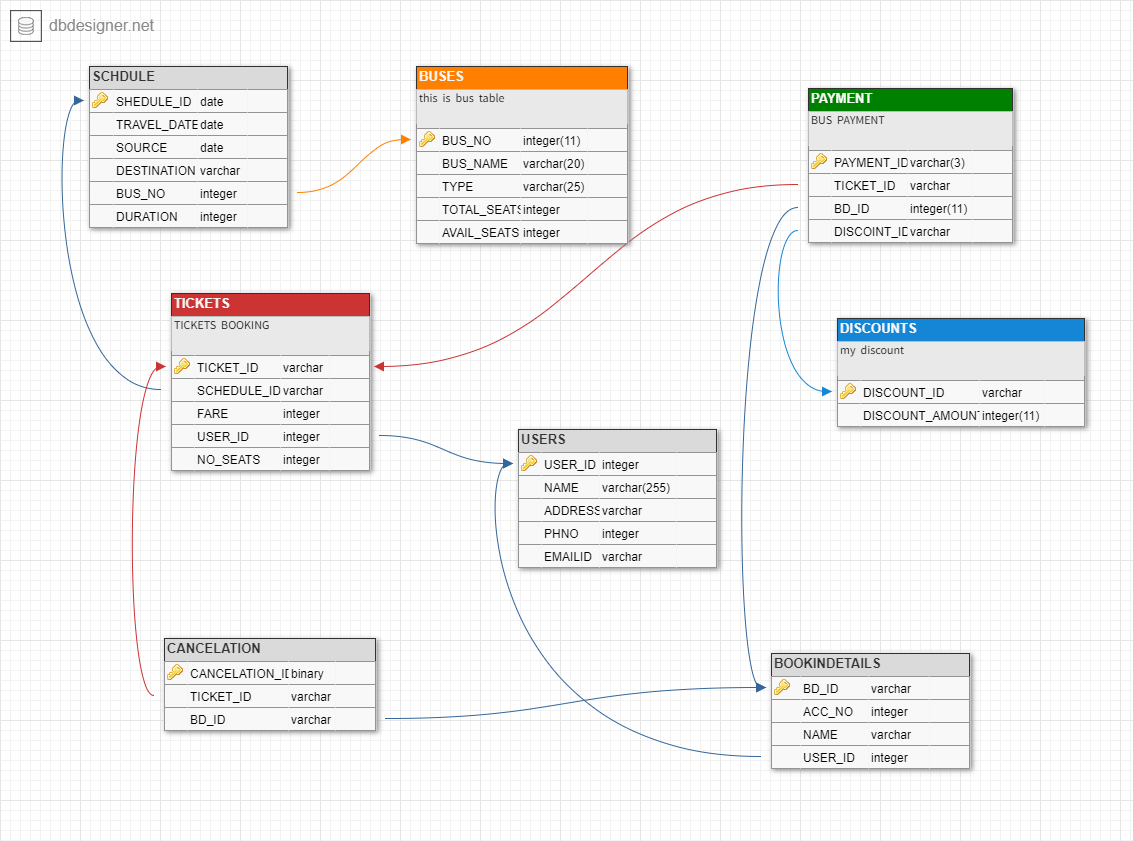 dbdesigner.net
SCHDULE
SHEDULE_ID date
TRAVEL_DATE date
SOURCE date
DESTINATION varchar
BUS_NO integer
DURATION integer
BUSES
this is bus table
BUS_NO integer(11)
BUS_NAME varchar(20)
TYPE varchar(25)
TOTAL_SEATS integer
AVAIL_SEATS integer
PAYMENT
BUS PAYMENT
PAYMENT_ID varchar(3)
TICKET_ID varchar
BD_ID integer(11)
DISCOINT_ID varchar
TICKETS
TICKETS BOOKING
TICKET_ID varchar
SCHEDULE_ID varchar
FARE integer
USER_ID integer
NO_SEATS integer
DISCOUNTS
my discount
DISCOUNT_ID varchar
DISCOUNT_AMOUN integer(11)
USERS
USER_ID integer
NAME varchar(255)
ADDRESS varchar
PHNO integer
EMAILID varchar
CANCELATION
CANCELATION_ID binary
TICKET_ID varchar
BD_ID varchar
BOOKINDETAILS
BD_ID varchar
ACC_NO integer
NAME varchar
USER_ID integer